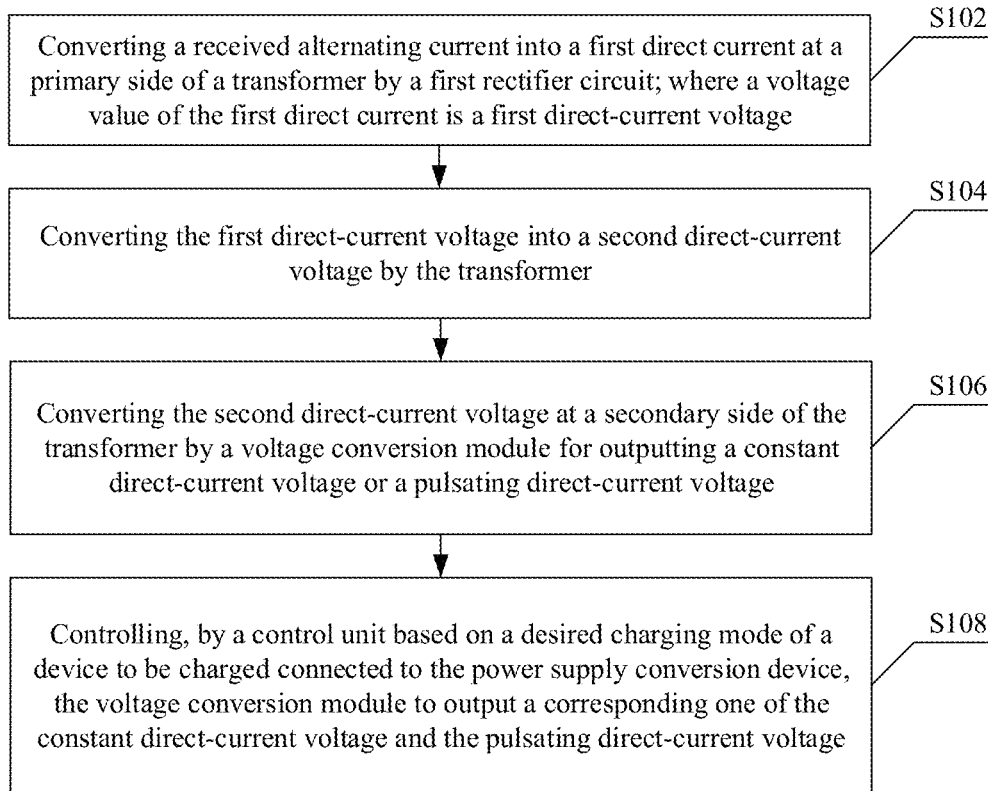 S102
Converting a received alternating current into a first direct current at a
primary side of a transformer by a first rectifier circuit; where a voltage
value of the first direct current is a first direct-current voltage
S104
Converting the first direct-current voltage into a second direct-current
voltage by the transformer
S106
Converting the second direct-current voltage at a secondary side of the
transformer by a voltage conversion module for outputting a constant
direct-current voltage or a pulsating direct-current voltage
S108
Controlling, by a control unit based on a desired charging mode of a
device to be charged connected to the power supply conversion device,
the voltage conversion module to output a corresponding one of the
constant direct-current voltage and the pulsating direct-current voltage